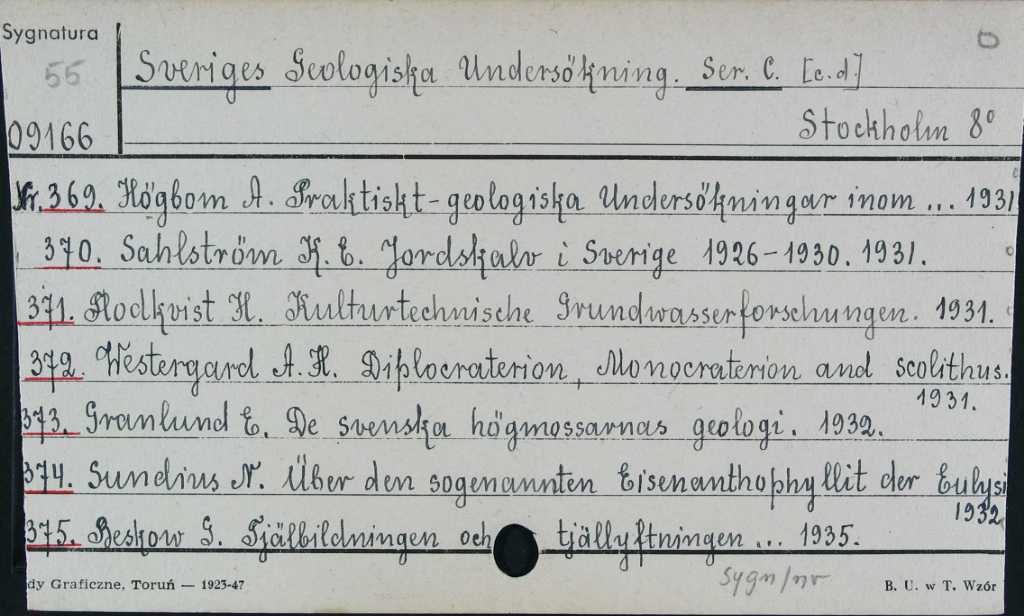 Sygnatura
55
09166
Sveriges Geologiska Undersökning. Ser. C. [c.d.]
Stockholm 8°
Nr. 369. Högbom A. Praktiskt-geologiska Undersökningar inom ... 1931
370. Sahlström K. E. Jordskalv i Sverige 1926-1930. 1931.
371. Flodkvist H. Kulturtechnische Grundwasserforschungen. 1931.
372. Westergard A. H. Diplocraterion, Monocraterion and scolithus.
1931.
373. Granlund E. De svenska högmossarnas geologi. 1932.
374. Sundius N. Über den sogenannten Eisenanthophyllit der Eulysi
1932
375. Beskow G. Tjälbildningen och tjällyftningen ... 1935.
sygn/nr
dy Graficzne, Toruń — 1923-47
B. U. w T. Wzór